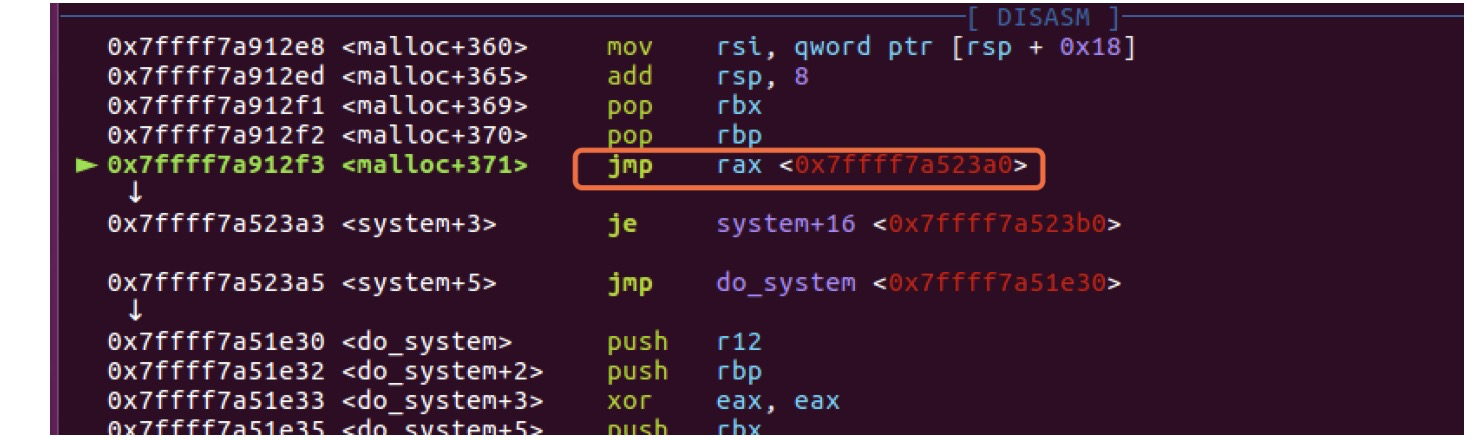 [ DISASM ]
0x7ffff7a912e8 <malloc+360> mov rsi, qword ptr [rsp + 0x18]
0x7ffff7a912ed <malloc+365> add rsp, 8
0x7ffff7a912f1 <malloc+369> pop rbx
0x7ffff7a912f2 <malloc+370> pop rbp
► 0x7ffff7a912f3 <malloc+371> jmp rax <0x7ffff7a523a0>
↓
0x7ffff7a523a3 <system+3> je system+16 <0x7ffff7a523b0>
0x7ffff7a523a5 <system+5> jmp do_system <0x7ffff7a51e30>
↓
0x7ffff7a51e30 <do_system> push r12
0x7ffff7a51e32 <do_system+2> push rbp
0x7ffff7a51e33 <do_system+3> xor eax, eax
0x7ffff7a51e35 <do_system+5> push rbx